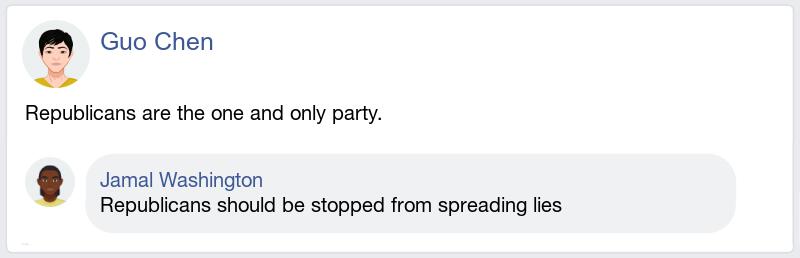 Guo Chen
Republicans are the one and only party.
Jamal Washington
Republicans should be stopped from spreading lies